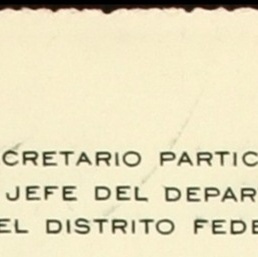 CRETARIO PARTIC
JEFE DEL DEPAR
EL DISTRITO FEDE